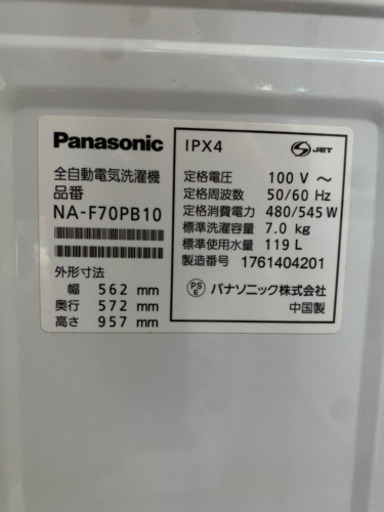 Panasonic
全自動電気洗濯機
品番
NA-F70PB10
外形寸法
幅 562 mm
奥行 572 mm
高さ 957 mm
IPX4
S JET
定格電圧 100 V ～
定格周波数 50/60 Hz
定格消費電力 480/545 W
標準洗濯容量 7.0 kg
標準使用水量 119 L
製造番号 1761404201
PS E パナソニック株式会社
中国製